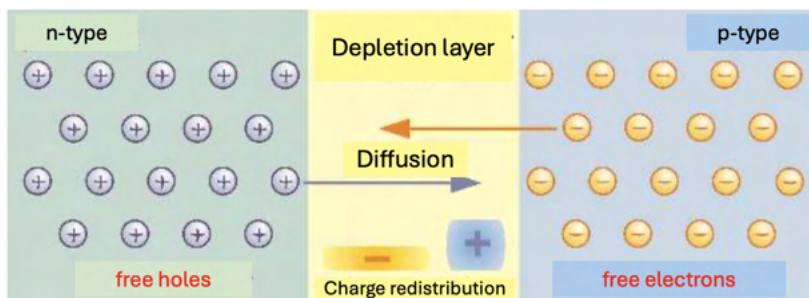 n-type
Depletion layer
p-type
Diffusion
free holes
Charge redistribution
free electrons